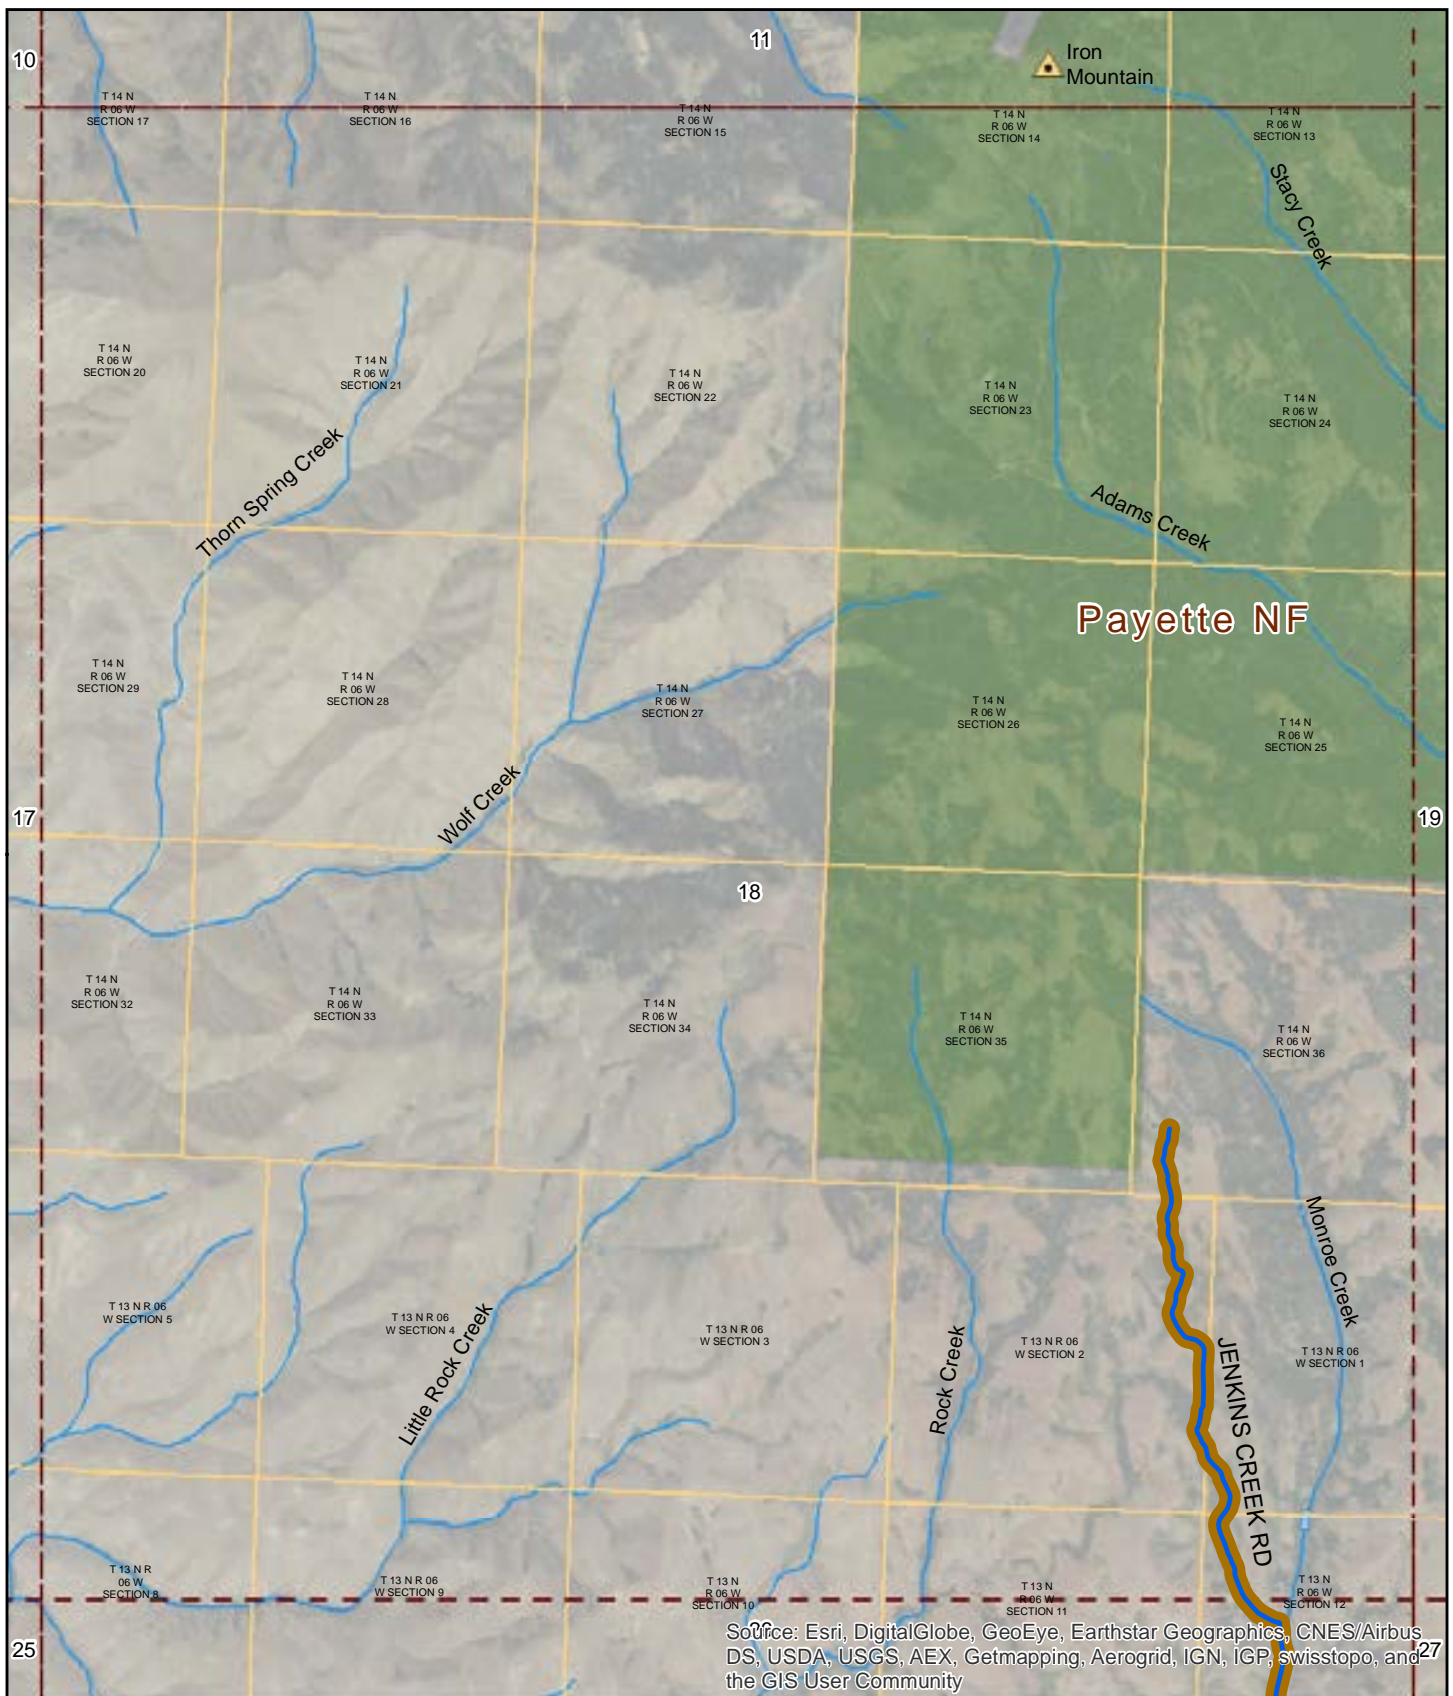 10
11
Iron
Mountain
T 14 N
R 06 W
SECTION 17
T 14 N
R 06 W
SECTION 16
T 14 N
R 06 W
SECTION 15
T 14 N
R 06 W
SECTION 14
T 14 N
R 06 W
SECTION 13
Stacy Creek
T 14 N
R 06 W
SECTION 20
T 14 N
R 06 W
SECTION 21
T 14 N
R 06 W
SECTION 22
T 14 N
R 06 W
SECTION 23
T 14 N
R 06 W
SECTION 24
Thorn Spring Creek
Adams Creek
Payette NF
T 14 N
R 06 W
SECTION 29
T 14 N
R 06 W
SECTION 28
T 14 N
R 06 W
SECTION 27
T 14 N
R 06 W
SECTION 26
T 14 N
R 06 W
SECTION 25
Wolf Creek
17
19
18
T 14 N
R 06 W
SECTION 32
T 14 N
R 06 W
SECTION 33
T 14 N
R 06 W
SECTION 34
T 14 N
R 06 W
SECTION 35
T 14 N
R 06 W
SECTION 36
Monroe Creek
T 13 N R 06
W SECTION 5
T 13 N R 06
W SECTION 4
T 13 N R 06
W SECTION 3
T 13 N R 06
W SECTION 2
T 13 N R 06
W SECTION 1
Little Rock Creek
Rock Creek
JENKINS CREEK RD
T 13 N R
06 W
SECTION 8
T 13 N R 06
W SECTION 9
T 13 N
R 06 W
SECTION 10
T 13 N
R 06 W
SECTION 11
T 13 N
R 06 W
SECTION 12
25
26
27
Source: Esri, DigitalGlobe, GeoEye, Earthstar Geographics, CNES/Airbus
DS, USDA, USGS, AEX, Getmapping, Aerogrid, IGN, IGP, swisstopo, and
the GIS User Community